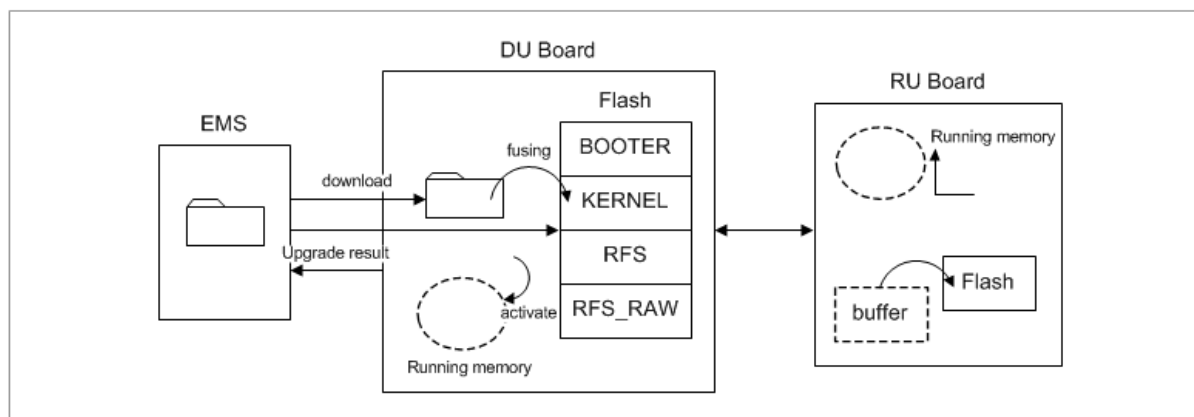 DU Board
RU Board
EMS
Flash
BOOTER
KERNEL
RFS
RFS_RAW
fusing
download
Upgrade result
activate
Running memory
Running memory
buffer
Flash